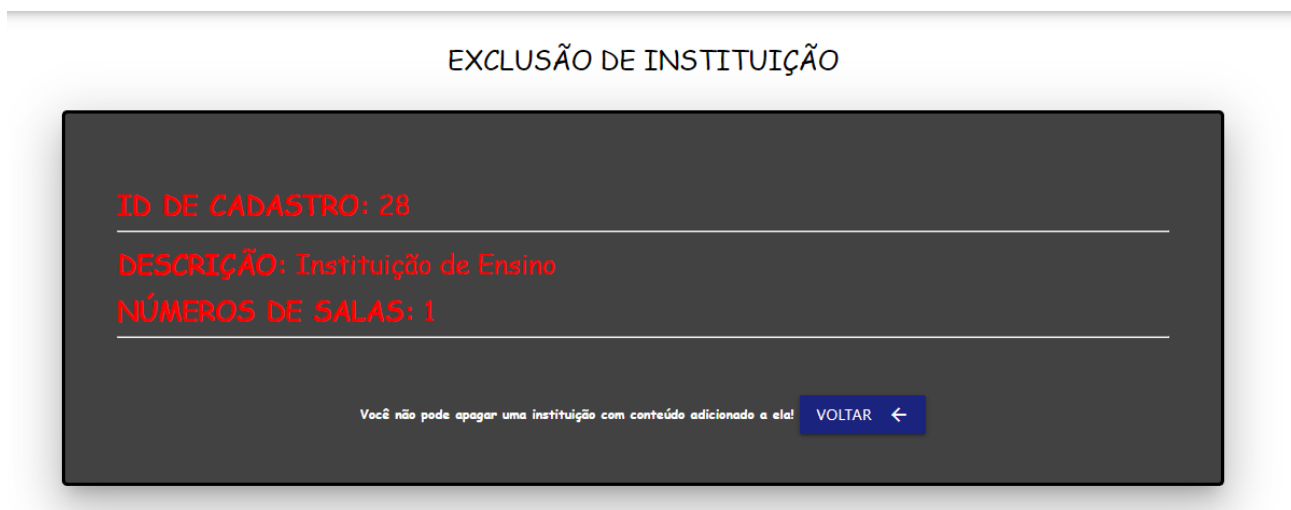 EXCLUSÃO DE INSTITUIÇÃO
ID DE CADASTRO: 28
DESCRIÇÃO: Instituição de Ensino
NÚMEROS DE SALAS: 1
Você não pode apagar uma instituição com conteúdo adicionado a ela! VOLTAR